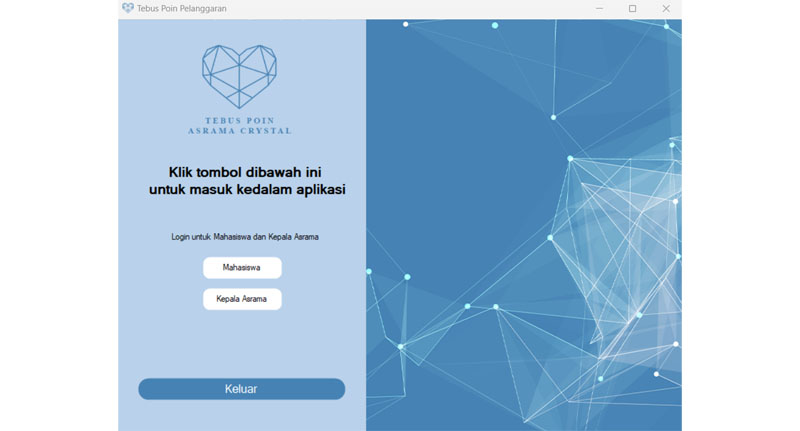 Tebus Poin Pelanggaran
TEBUS POIN
ASRAMA CRYSTAL
Klik tombol dibawah ini
untuk masuk kedalam aplikasi
Login untuk Mahasiswa dan Kepala Asrama
Mahasiswa
Kepala Asrama
Keluar